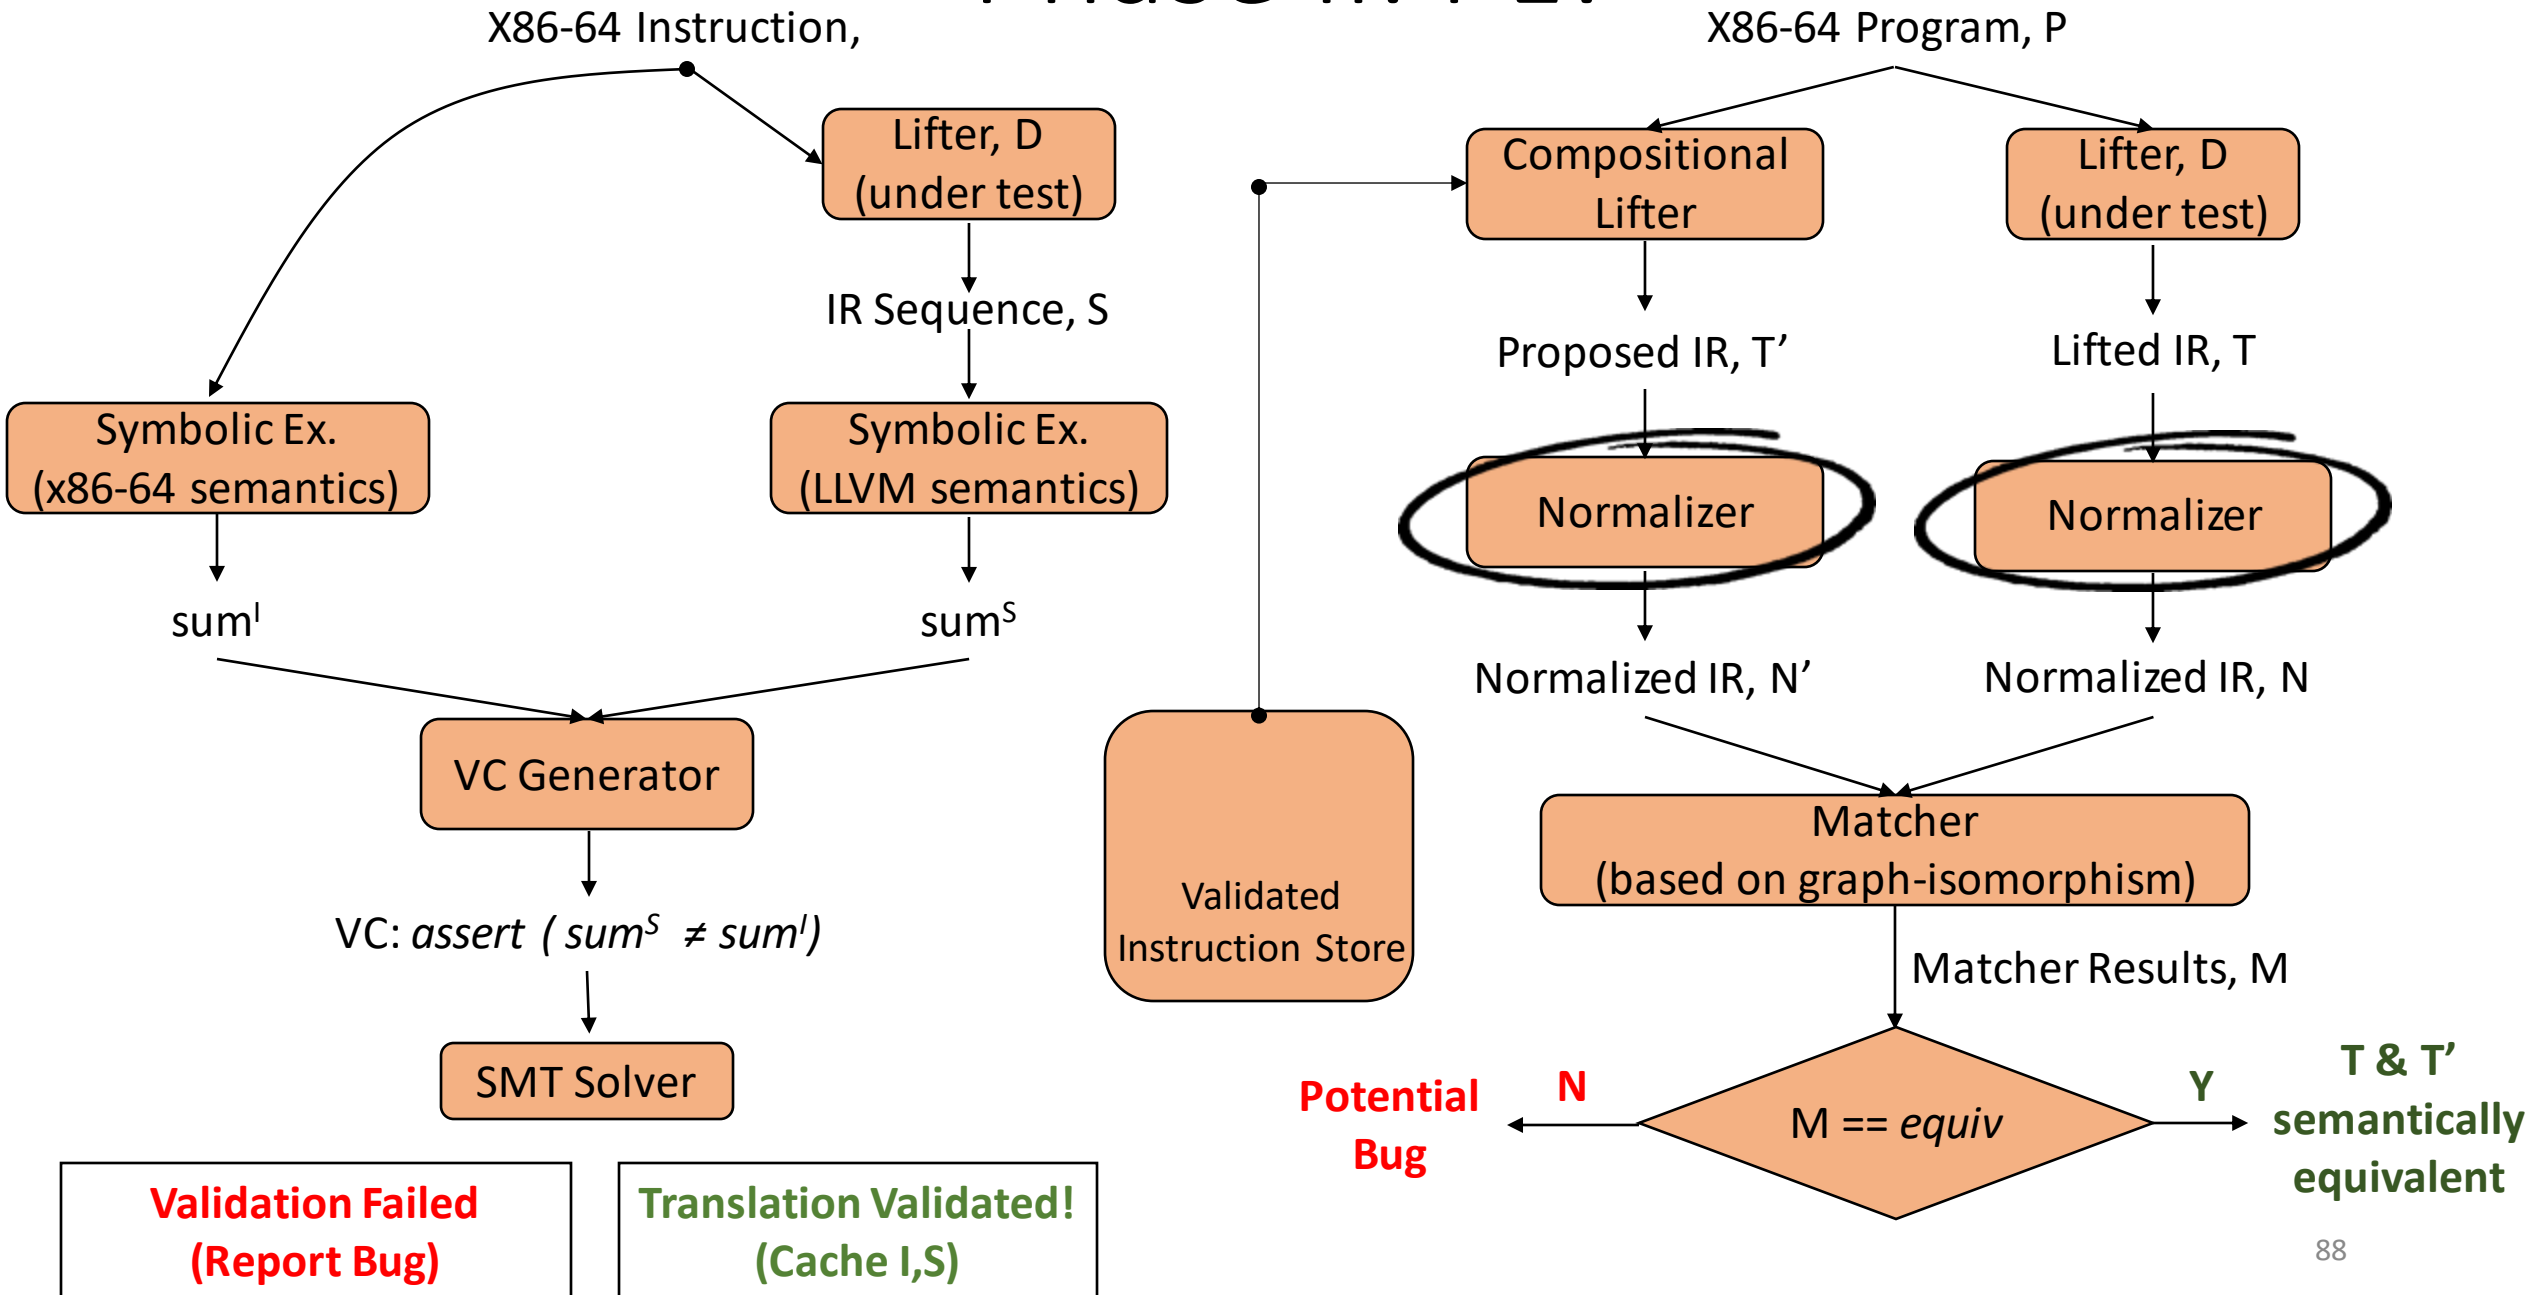 X86-64 Instruction,
Lifter, D
(under test)
IR Sequence, S
Symbolic Ex.
(x86-64 semantics)
Symbolic Ex.
(LLVM semantics)
sumᴵ
sumˢ
VC Generator
VC: assert ( sumˢ ≠ sumᴵ)
SMT Solver
Validation Failed
(Report Bug)
Translation Validated!
(Cache I,S)
Validated
Instruction Store
X86-64 Program, P
Compositional
Lifter
Lifter, D
(under test)
Proposed IR, T’
Lifted IR, T
Normalizer
Normalizer
Normalized IR, N’
Normalized IR, N
Matcher
(based on graph-isomorphism)
Matcher Results, M
M == equiv
N
Potential
Bug
Y
T & T’
semantically
equivalent
88